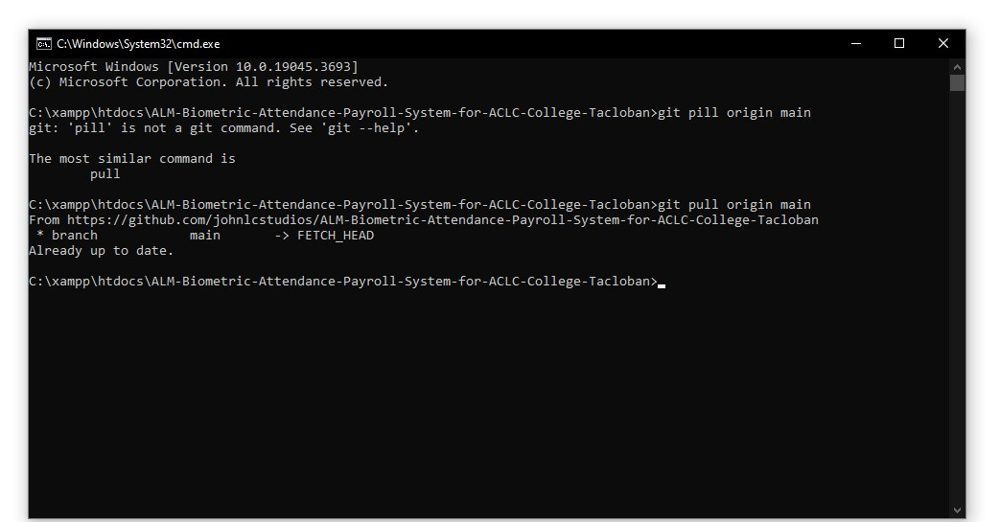 C:\Windows\System32\cmd.exe
Microsoft Windows [Version 10.0.19045.3693]
(c) Microsoft Corporation. All rights reserved.
C:\xampp\htdocs\ALM-Biometric-Attendance-Payroll-System-for-ACLC-College-Tacloban>git pill origin main
git: 'pill' is not a git command. See 'git --help'.
The most similar command is
        pull
C:\xampp\htdocs\ALM-Biometric-Attendance-Payroll-System-for-ACLC-College-Tacloban>git pull origin main
From https://github.com/johnlcstudios/ALM-Biometric-Attendance-Payroll-System-for-ACLC-College-Tacloban
 * branch            main       -> FETCH_HEAD
Already up to date.
C:\xampp\htdocs\ALM-Biometric-Attendance-Payroll-System-for-ACLC-College-Tacloban>